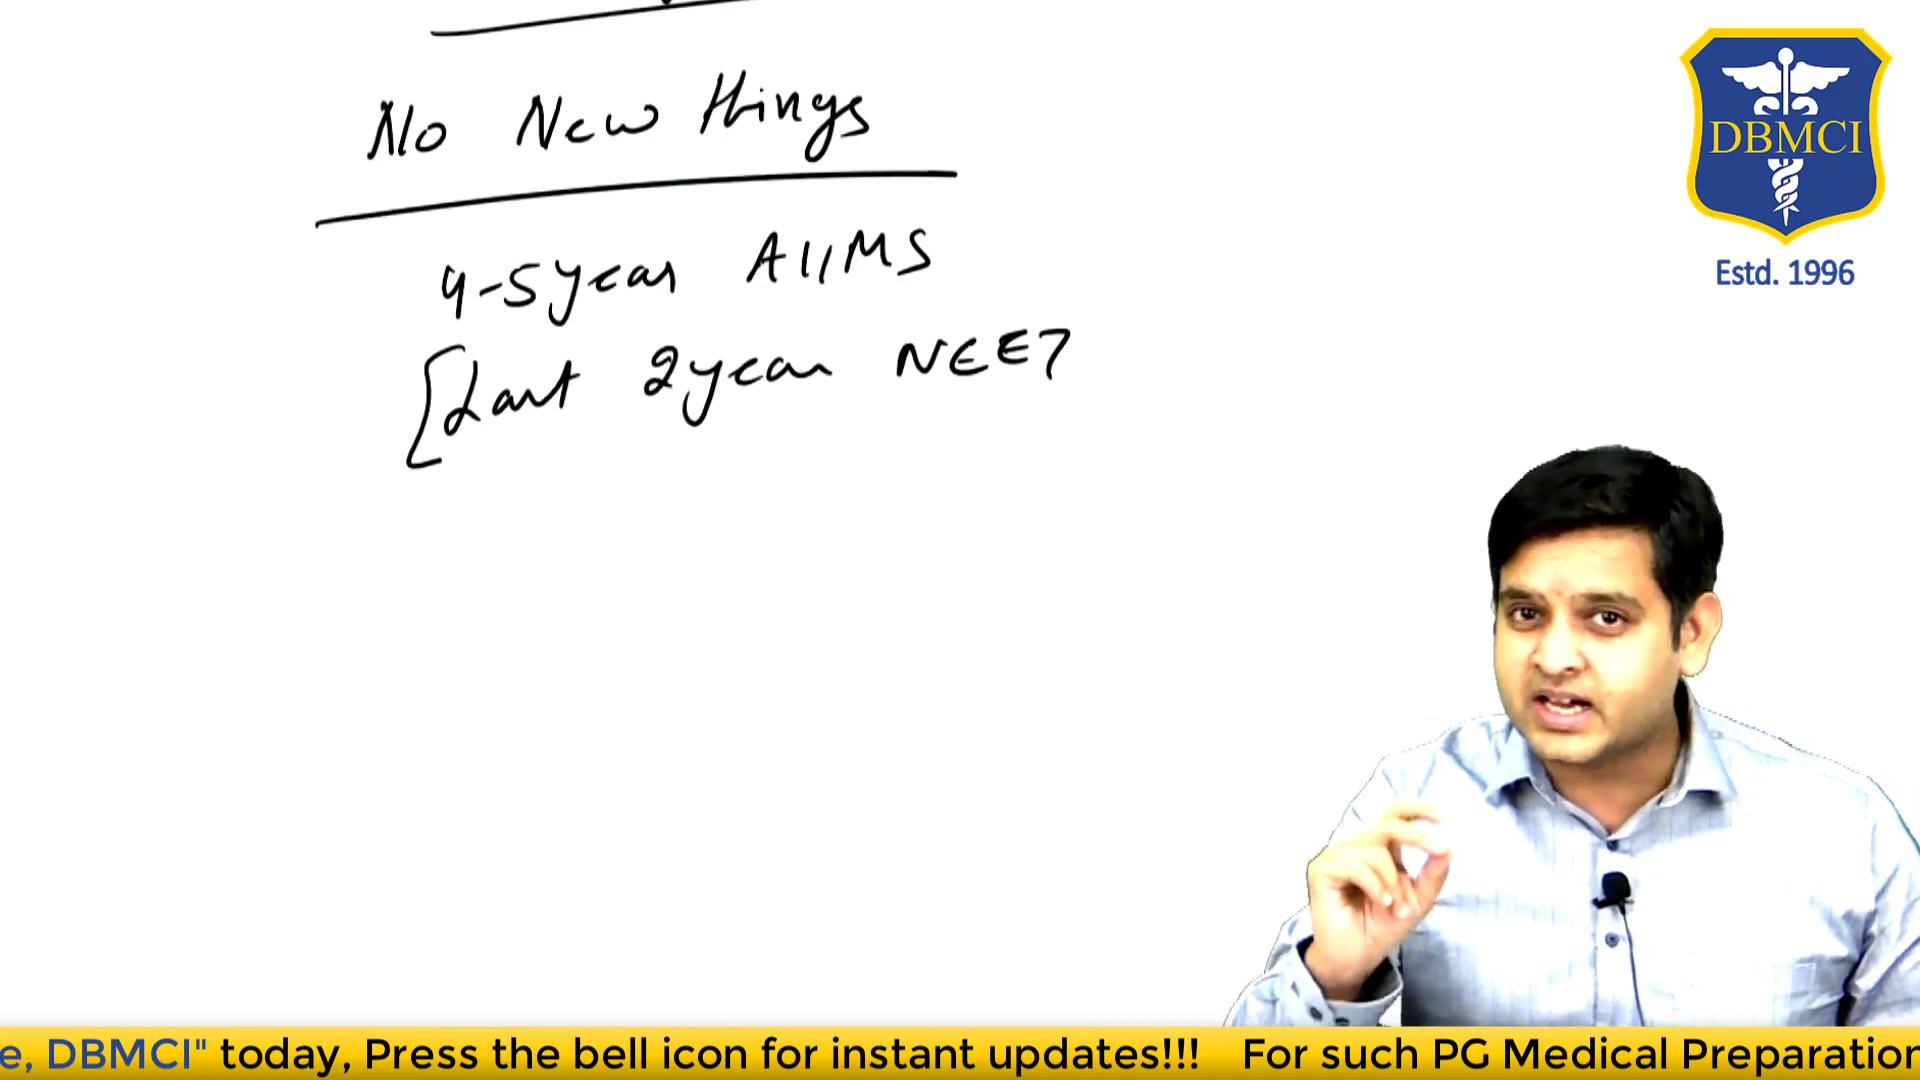 No New things
4-5 year AIIMS
[Last 2 year NEET
DBMCI
Estd. 1996
e, DBMCI" today, Press the bell icon for instant updates!!! For such PG Medical Preparation